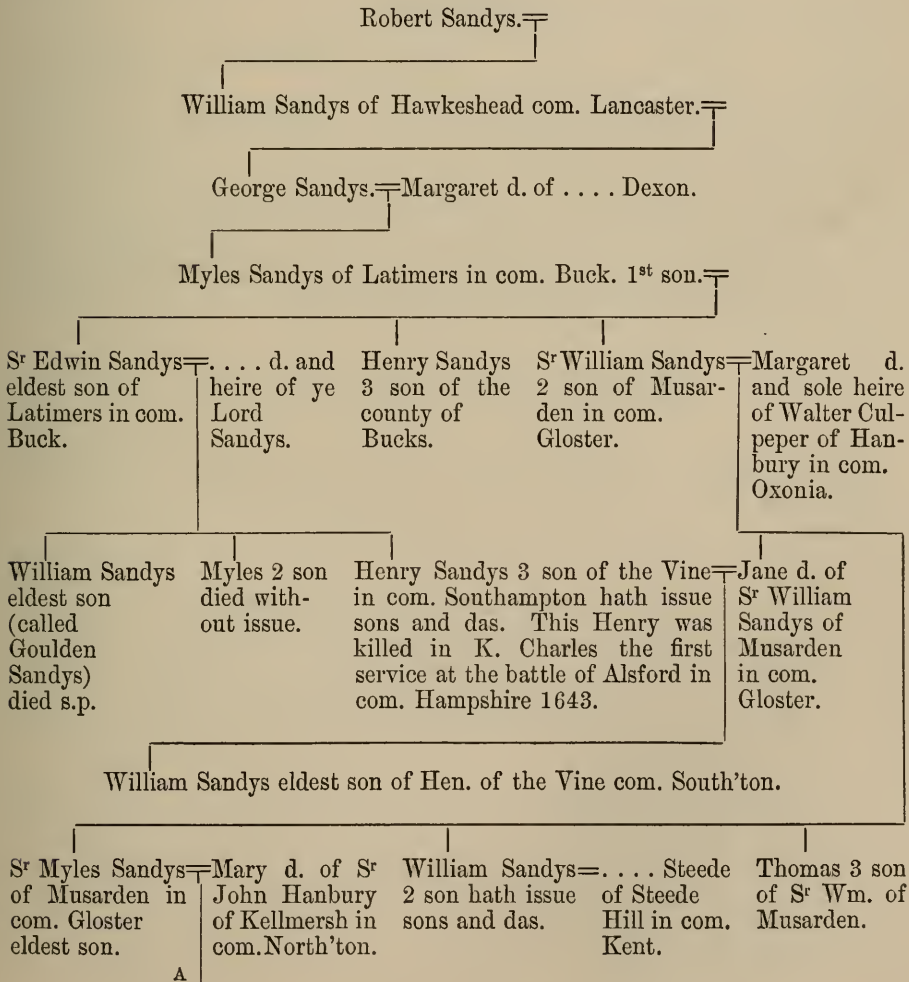 Robert Sandys.
William Sandys of Hawkeshead com. Lancaster.
George Sandys. Margaret d. of . . . . Dexon.
Myles Sandys of Latimers in com. Buck. 1st son.
Sr Edwin Sandys
eldest son of
Latimers in com.
Buck.
. . . . d. and
heire of ye
Lord
Sandys.
Henry Sandys
3 son of the
county of
Bucks.
Sr William Sandys
2 son of Musar-
den in com.
Gloster.
Margaret d.
and sole heire
of Walter Cul-
peper of Han-
bury in com.
Oxonia.
William Sandys
eldest son
(called
Goulden
Sandys)
died s.p.
Myles 2 son
died with-
out issue.
Henry Sandys 3 son of the Vine
in com. Southampton hath issue
sons and das. This Henry was
killed in K. Charles the first
service at the battle of Alsford in
com. Hampshire 1643.
Jane d. of
Sr William
Sandys of
Musarden
in com.
Gloster.
William Sandys eldest son of Hen. of the Vine com. South'ton.
Sr Myles Sandys
of Musarden in
com. Gloster
eldest son.
Mary d. of Sr
John Hanbury
of Kellmersh in
com. North'ton.
William Sandys
2 son hath issue
sons and das.
. . . . Steede
of Steede
Hill in com.
Kent.
Thomas 3 son
of Sr Wm. of
Musarden.
A